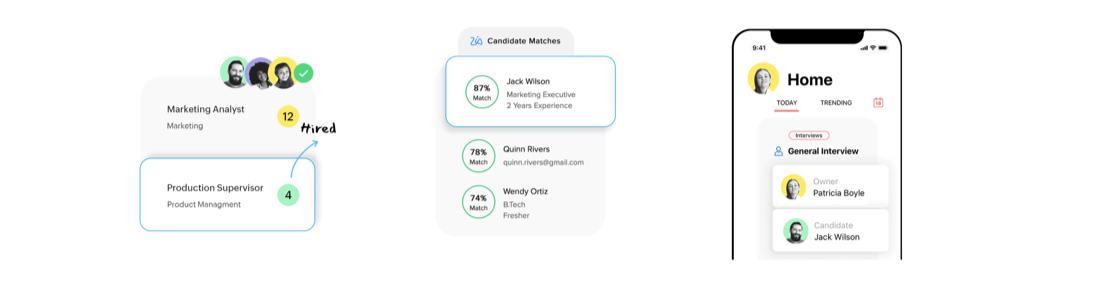 Marketing Analyst
Marketing
12
Hired
Production Supervisor
Product Managment
4
Zia Candidate Matches
87%
Match
Jack Wilson
Marketing Executive
2 Years Experience
78%
Match
Quinn Rivers
quinn.rivers@gmail.com
74%
Match
Wendy Ortiz
B.Tech
Fresher
9:41
Home
TODAY TRENDING
Interviews
General Interview
Owner
Patricia Boyle
Candidate
Jack Wilson